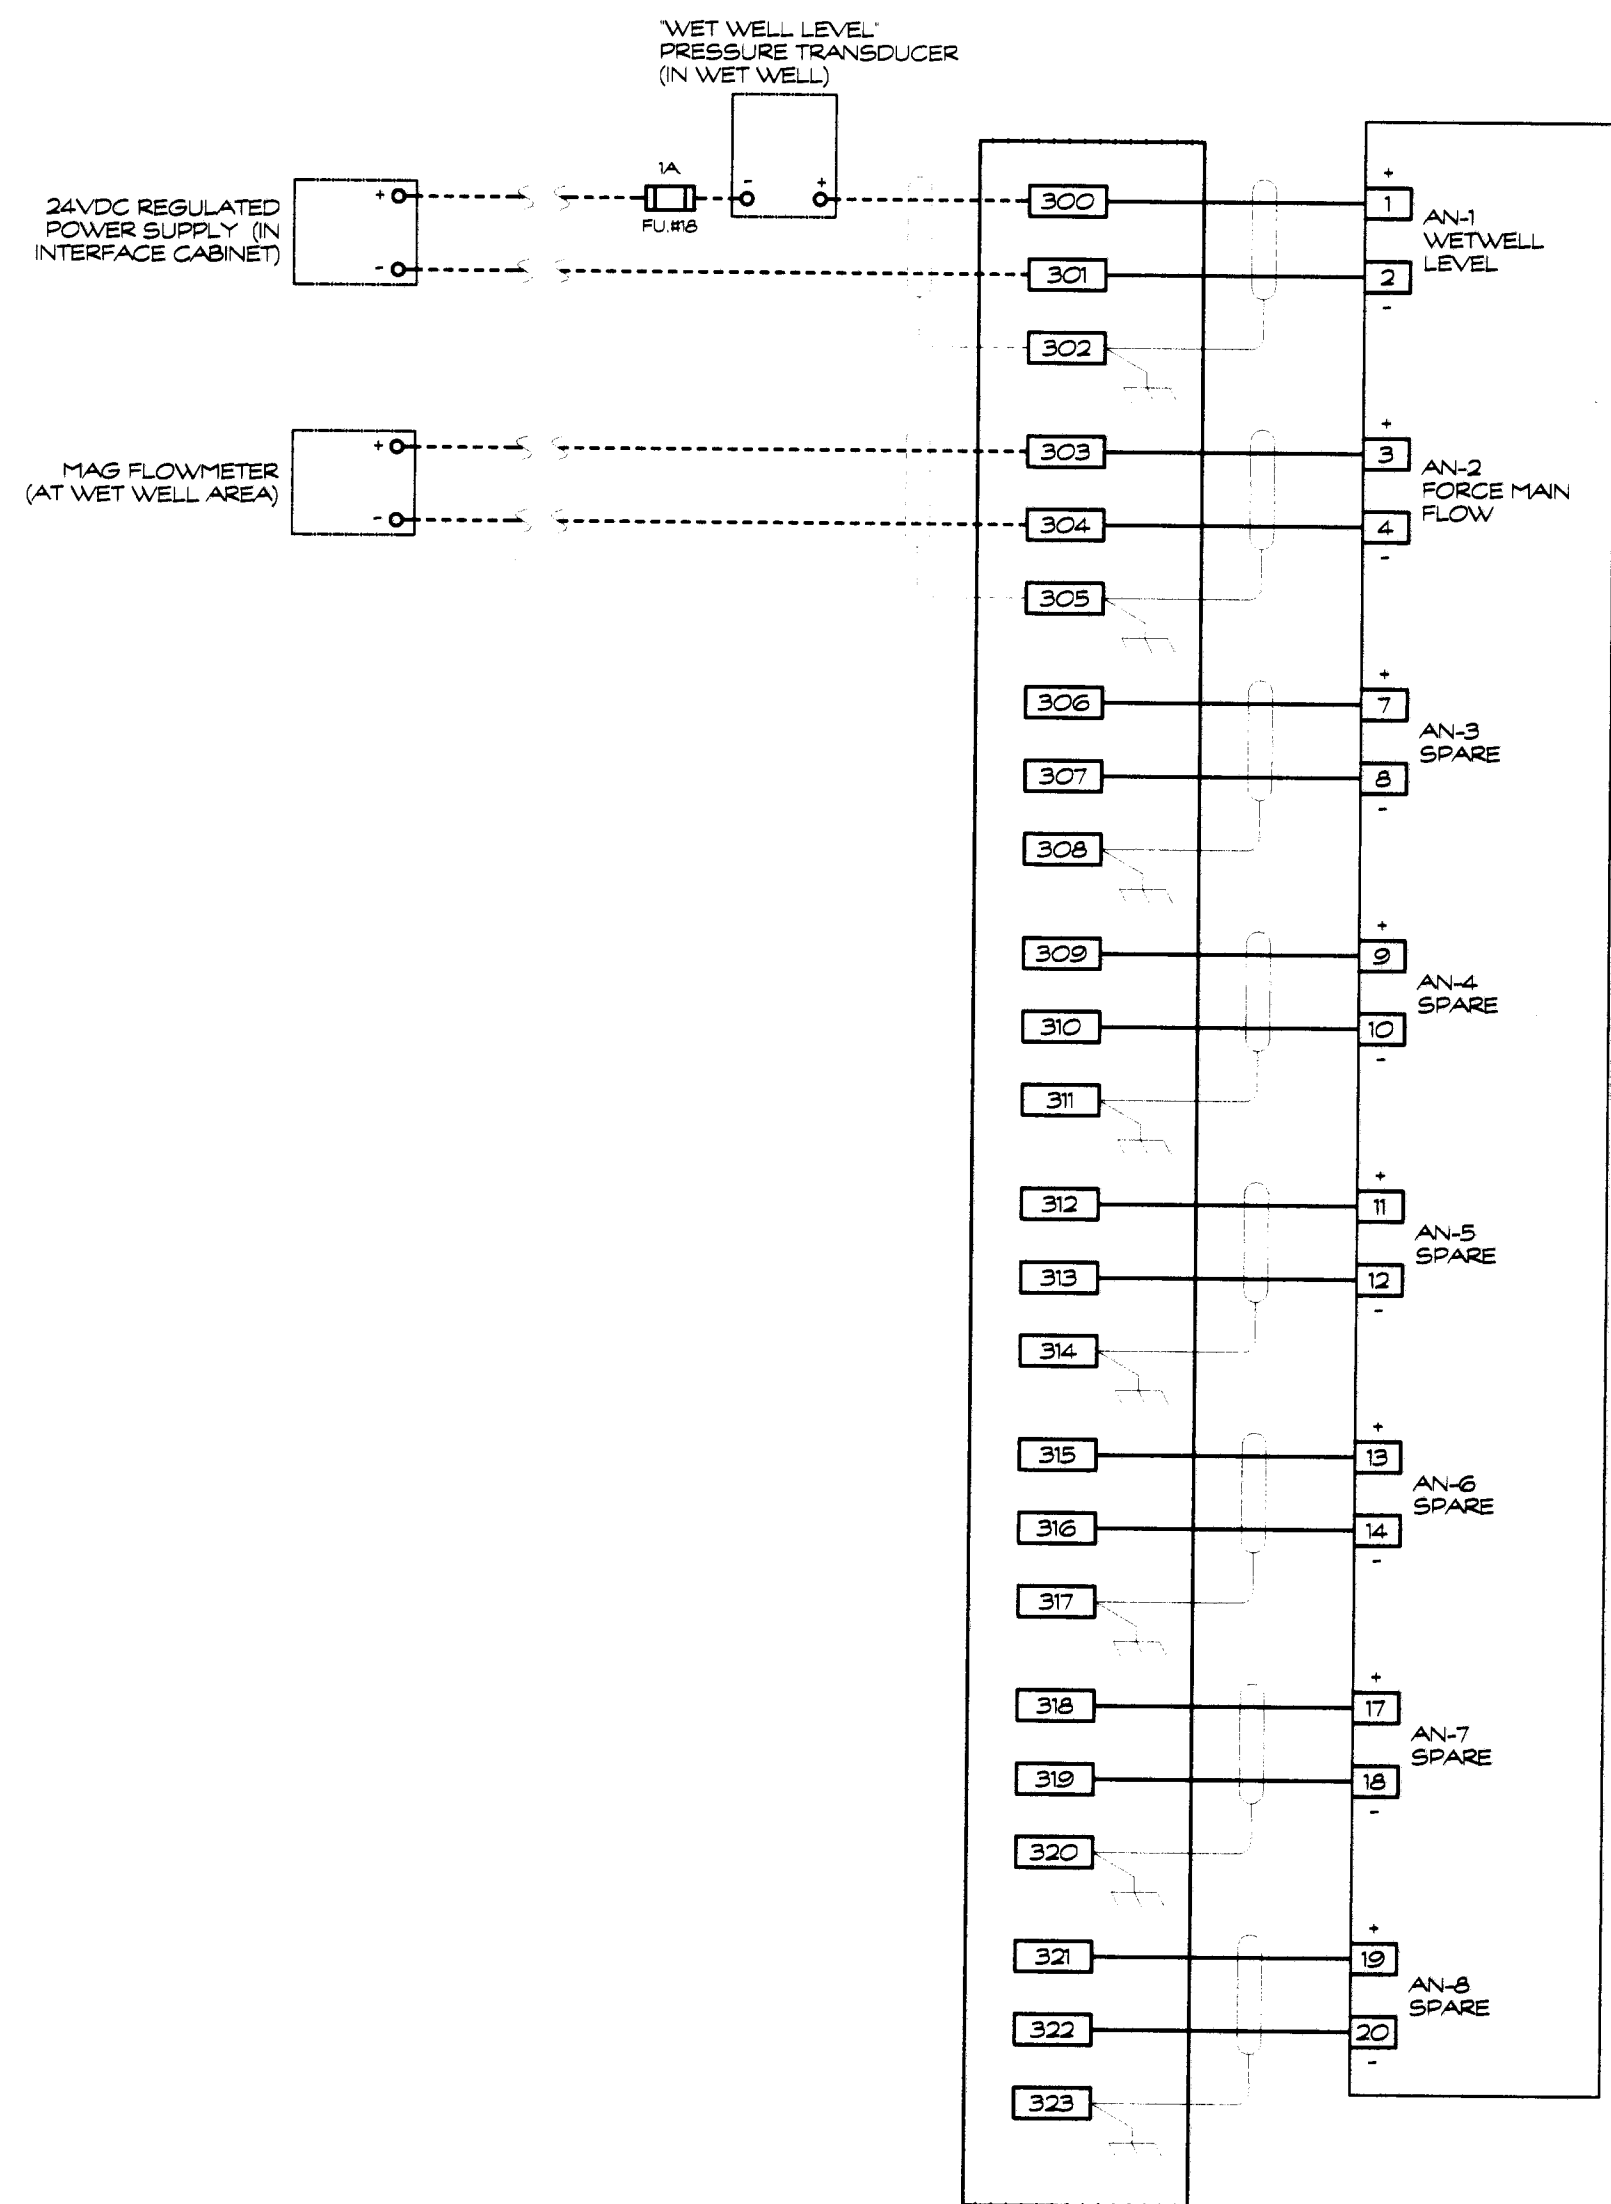 "WET WELL LEVEL"
PRESSURE TRANSDUCER
(IN WET WELL)
24VDC REGULATED
POWER SUPPLY (IN
INTERFACE CABINET)
+
-
1A
FU.#18
-
+
300
301
302
+
1
2
-
AN-1
WETWELL
LEVEL
MAG FLOWMETER
(AT WET WELL AREA)
+
-
303
304
305
+
3
4
-
AN-2
FORCE MAIN
FLOW
306
307
308
+
7
8
-
AN-3
SPARE
309
310
311
+
9
10
-
AN-4
SPARE
312
313
314
+
11
12
-
AN-5
SPARE
315
316
317
+
13
14
-
AN-6
SPARE
318
319
320
+
17
18
-
AN-7
SPARE
321
322
323
+
19
20
-
AN-8
SPARE